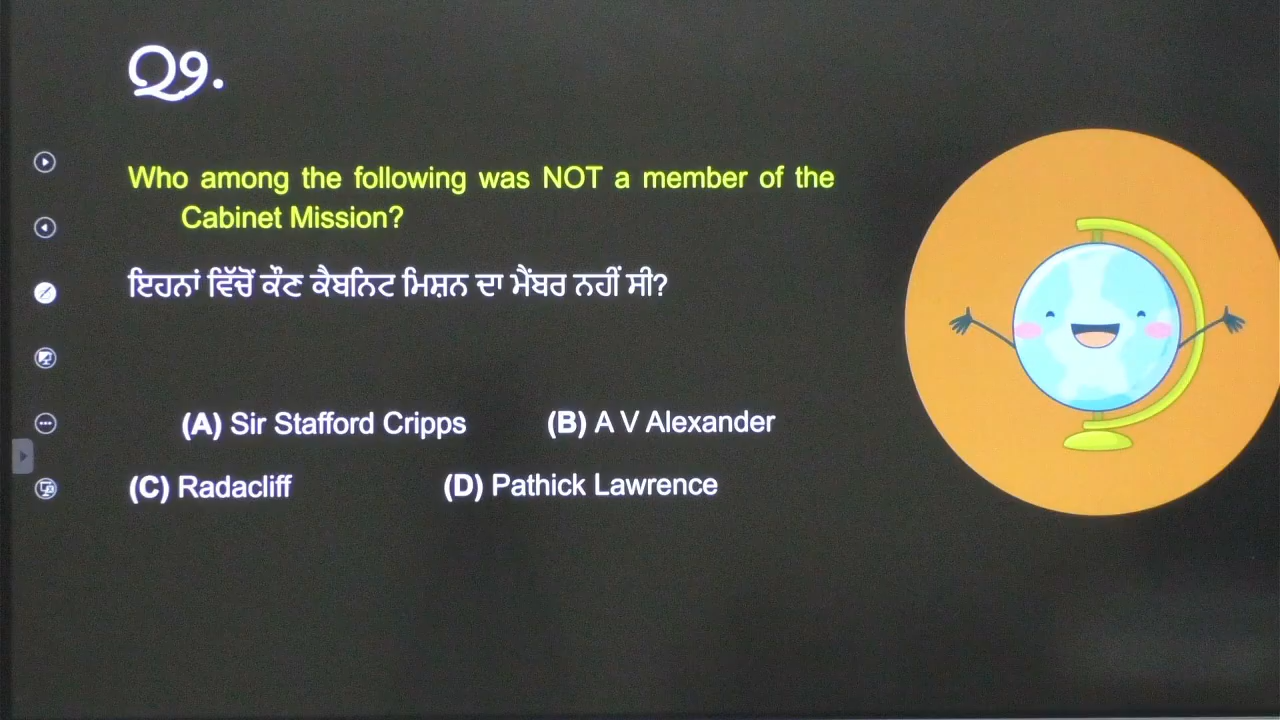 Q9.
Who among the following was NOT a member of the
Cabinet Mission?
ਇਹਨਾਂ ਵਿੱਚੋਂ ਕੌਣ ਕੈਬਨਿਟ ਮਿਸ਼ਨ ਦਾ ਮੈਂਬਰ ਨਹੀਂ ਸੀ?
(A) Sir Stafford Cripps (B) A V Alexander
(C) Radacliff (D) Pathick Lawrence